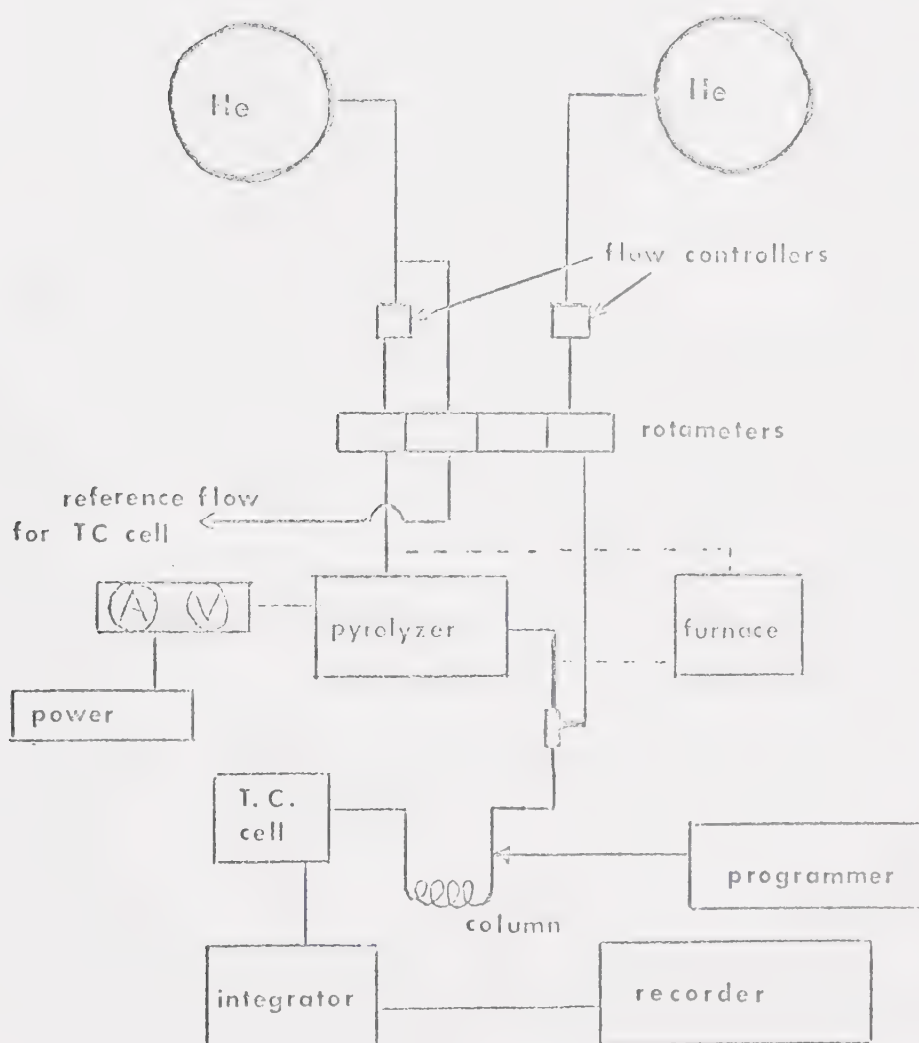 He
He
flow controllers
rotameters
reference flow
for TC cell
A V
pyrolyzer
furnace
power
T. C.
cell
programmer
column
integrator
recorder